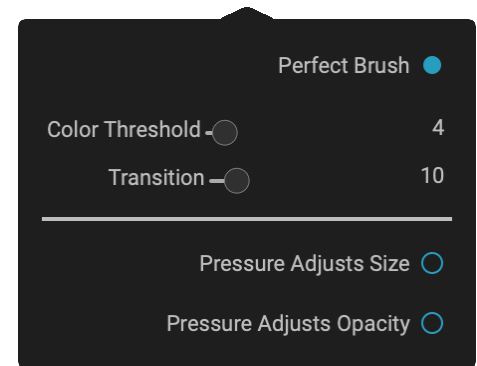 Perfect Brush
Color Threshold 4
Transition 10
Pressure Adjusts Size
Pressure Adjusts Opacity